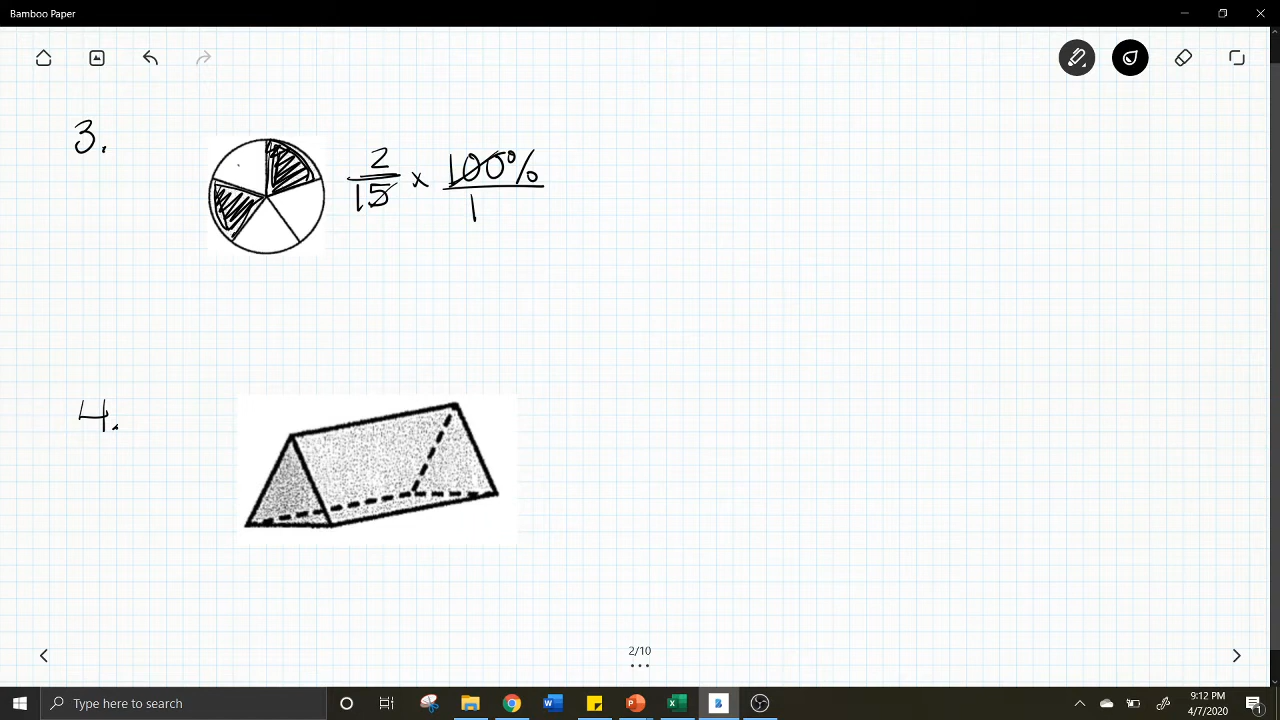 Bamboo Paper
3.
2
15 × 100%
1
4.
2/10
Type here to search
9:12 PM
4/7/2020